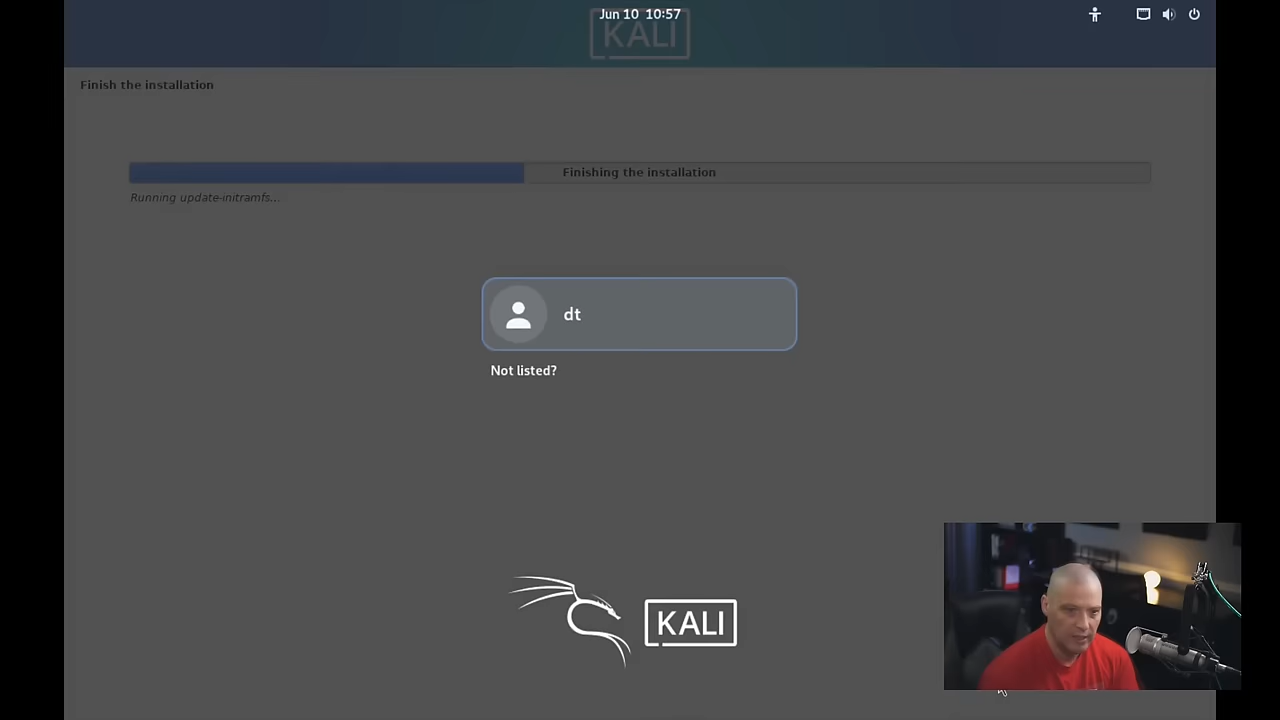 Jun 10 10:57
KALI
Finish the installation
Finishing the installation
Running update-initramfs...
dt
Not listed?
KALI